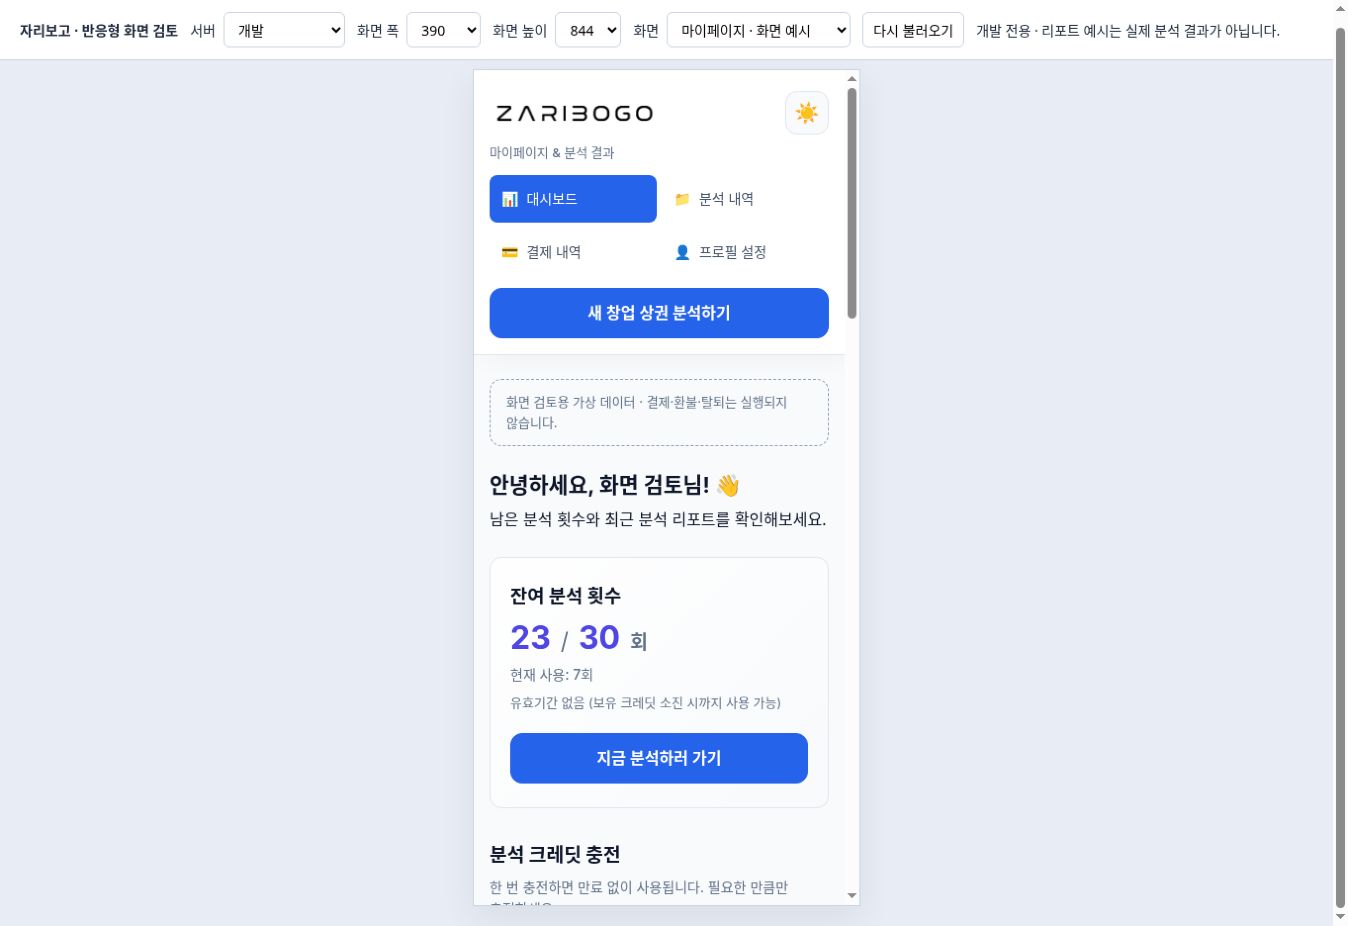 자리보고 · 반응형 화면 검토 서버 개발 화면 폭 390 화면 높이 844 화면 마이페이지 · 화면 예시 다시 불러오기 개발 전용 · 리포트 예시는 실제 분석 결과가 아닙니다.
ZARIBOGO
마이페이지 & 분석 결과
대시보드 분석 내역
결제 내역 프로필 설정
새 창업 상권 분석하기
화면 검토용 가상 데이터 · 결제·환불·탈퇴는 실행되지
않습니다.
안녕하세요, 화면 검토님! 👋
남은 분석 횟수와 최근 분석 리포트를 확인해보세요.
잔여 분석 횟수
23 / 30 회
현재 사용: 7회
유효기간 없음 (보유 크레딧 소진 시까지 사용 가능)
지금 분석하러 가기
분석 크레딧 충전
한 번 충전하면 만료 없이 사용됩니다. 필요한 만큼만